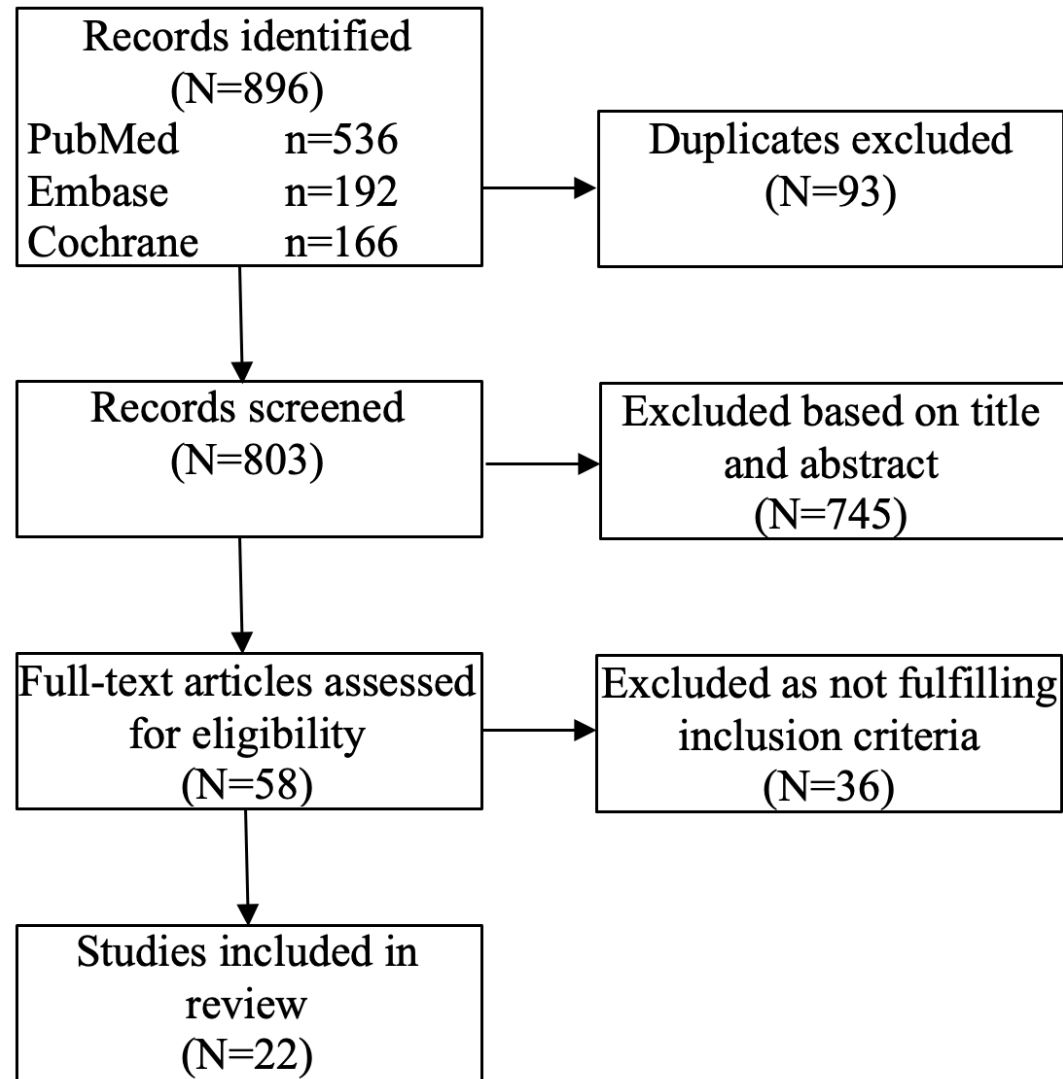 Records identified
(N=896)
PubMed n=536
Embase n=192
Cochrane n=166
Duplicates excluded
(N=93)
Records screened
(N=803)
Excluded based on title
and abstract
(N=745)
Full-text articles assessed
for eligibility
(N=58)
Excluded as not fulfilling
inclusion criteria
(N=36)
Studies included in
review
(N=22)